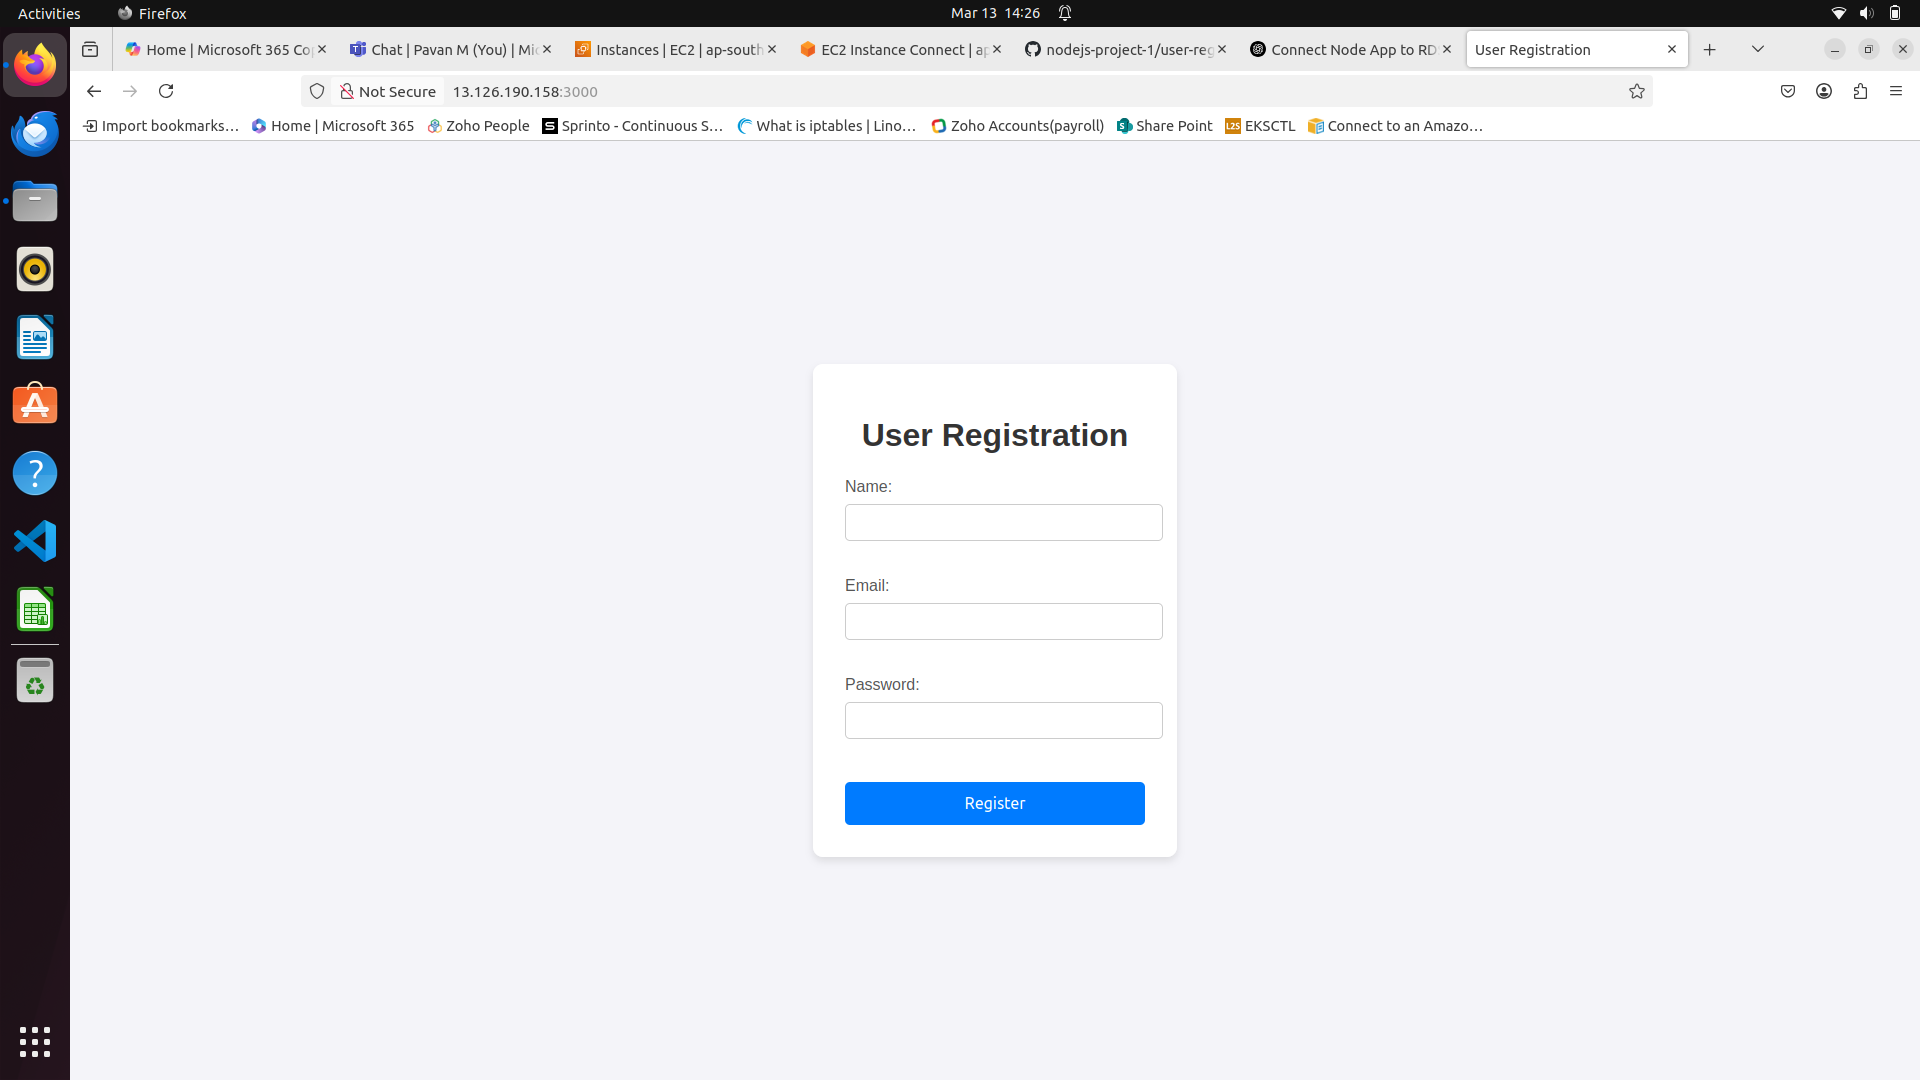 Activities Firefox Mar 13 14:26
Home | Microsoft 365 Cop Chat | Pavan M (You) | Mic Instances | EC2 | ap-south EC2 Instance Connect | ap nodejs-project-1/user-reg Connect Node App to RD User Registration
Not Secure 13.126.190.158:3000
Import bookmarks… Home | Microsoft 365 Zoho People S Sprinto - Continuous S… What is iptables | Lino… Zoho Accounts(payroll) S Share Point L2S EKSCTL Connect to an Amazo…
User Registration
Name:
Email:
Password:
Register